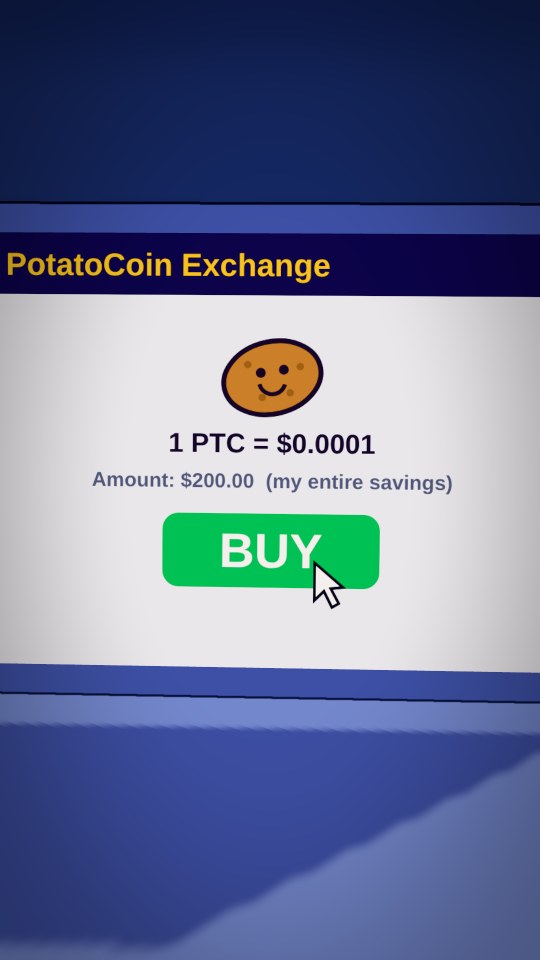 PotatoCoin Exchange
1 PTC = $0.0001
Amount: $200.00 (my entire savings)
BUY